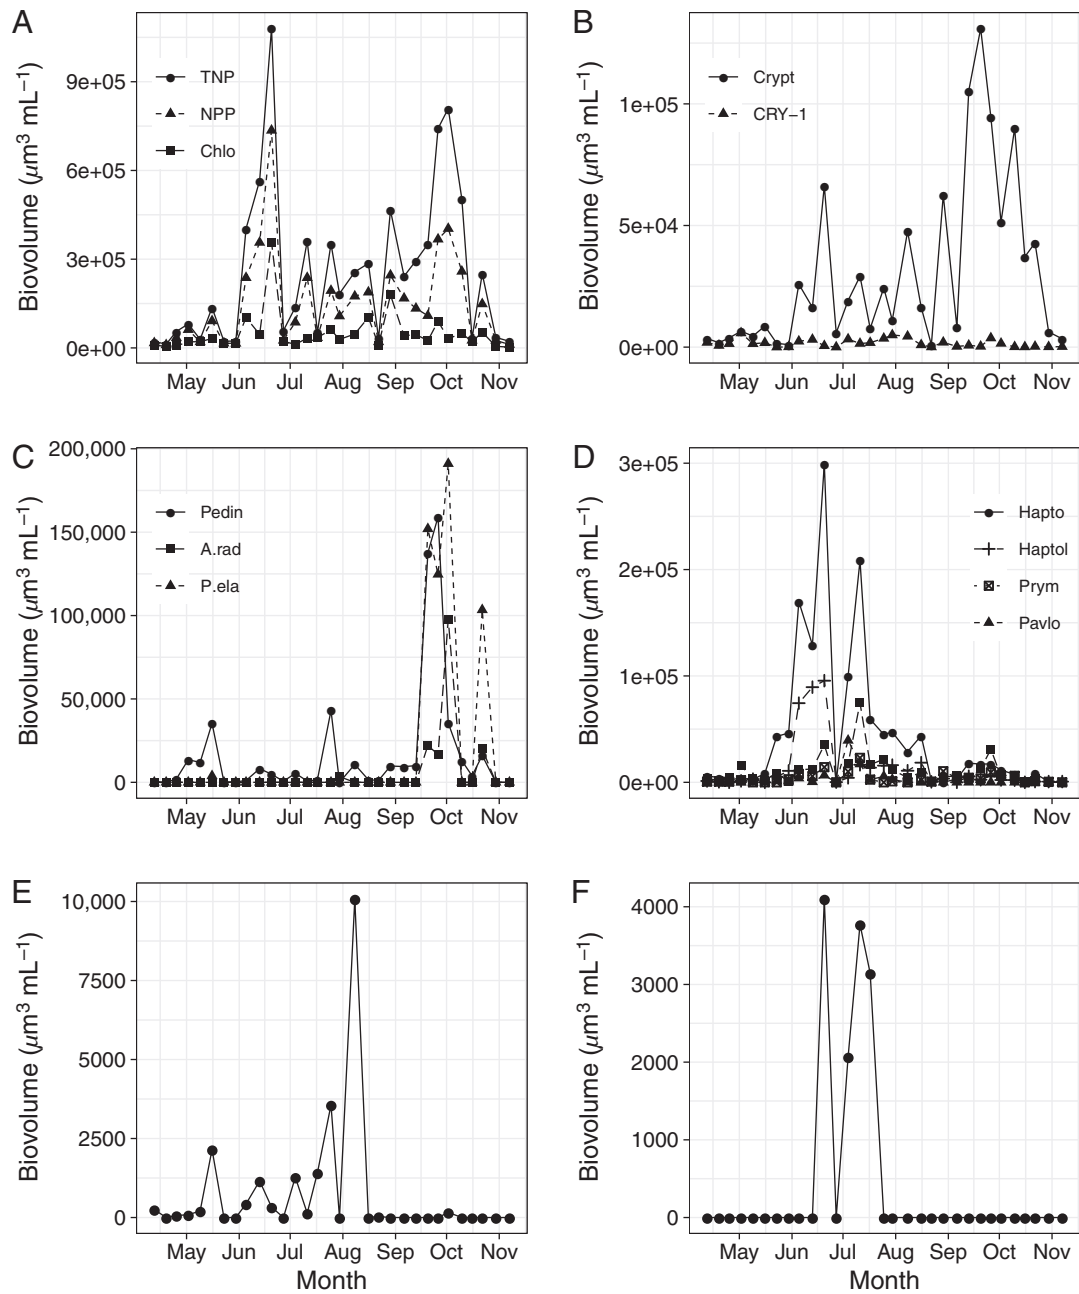 A
Biovolume (μm³ mL⁻¹)
9e+05
6e+05
3e+05
0e+00
TNP
NPP
Chlo
May Jun Jul Aug Sep Oct Nov
B
Biovolume (μm³ mL⁻¹)
1e+05
5e+04
0e+00
Crypt
CRY−1
May Jun Jul Aug Sep Oct Nov
C
Biovolume (μm³ mL⁻¹)
200,000
150,000
100,000
50,000
0
Pedin
A.rad
P.ela
May Jun Jul Aug Sep Oct Nov
D
Biovolume (μm³ mL⁻¹)
3e+05
2e+05
1e+05
0e+00
Hapto
Haptol
Prym
Pavlo
May Jun Jul Aug Sep Oct Nov
E
Biovolume (μm³ mL⁻¹)
10,000
7500
5000
2500
0
May Jun Jul Aug Sep Oct Nov
Month
F
Biovolume (μm³ mL⁻¹)
4000
3000
2000
1000
0
May Jun Jul Aug Sep Oct Nov
Month